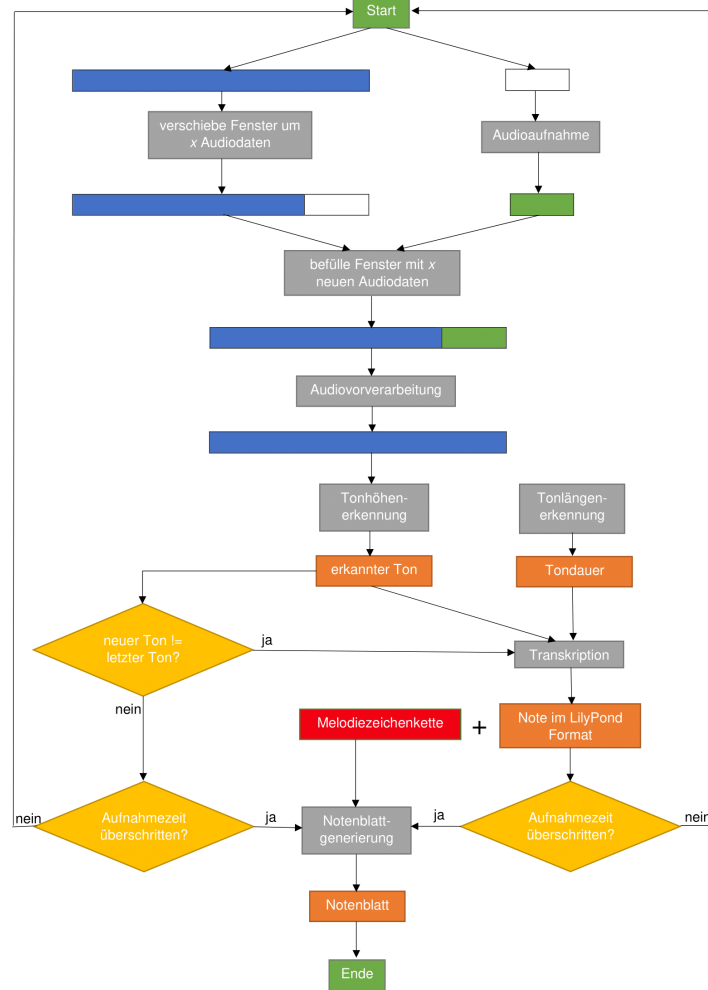 Start
verschiebe Fenster um
x Audiodaten
Audioaufnahme
befülle Fenster mit x
neuen Audiodaten
Audiovorverarbeitung
Tonhöhen-
erkennung
Tonlängen-
erkennung
erkannter Ton
Tondauer
neuer Ton !=
letzter Ton?
ja
Transkription
nein
Melodiezeichenkette
+
Note im LilyPond
Format
nein
Aufnahmezeit
überschritten?
ja
Notenblatt-
generierung
ja
Aufnahmezeit
überschritten?
nein
Notenblatt
Ende